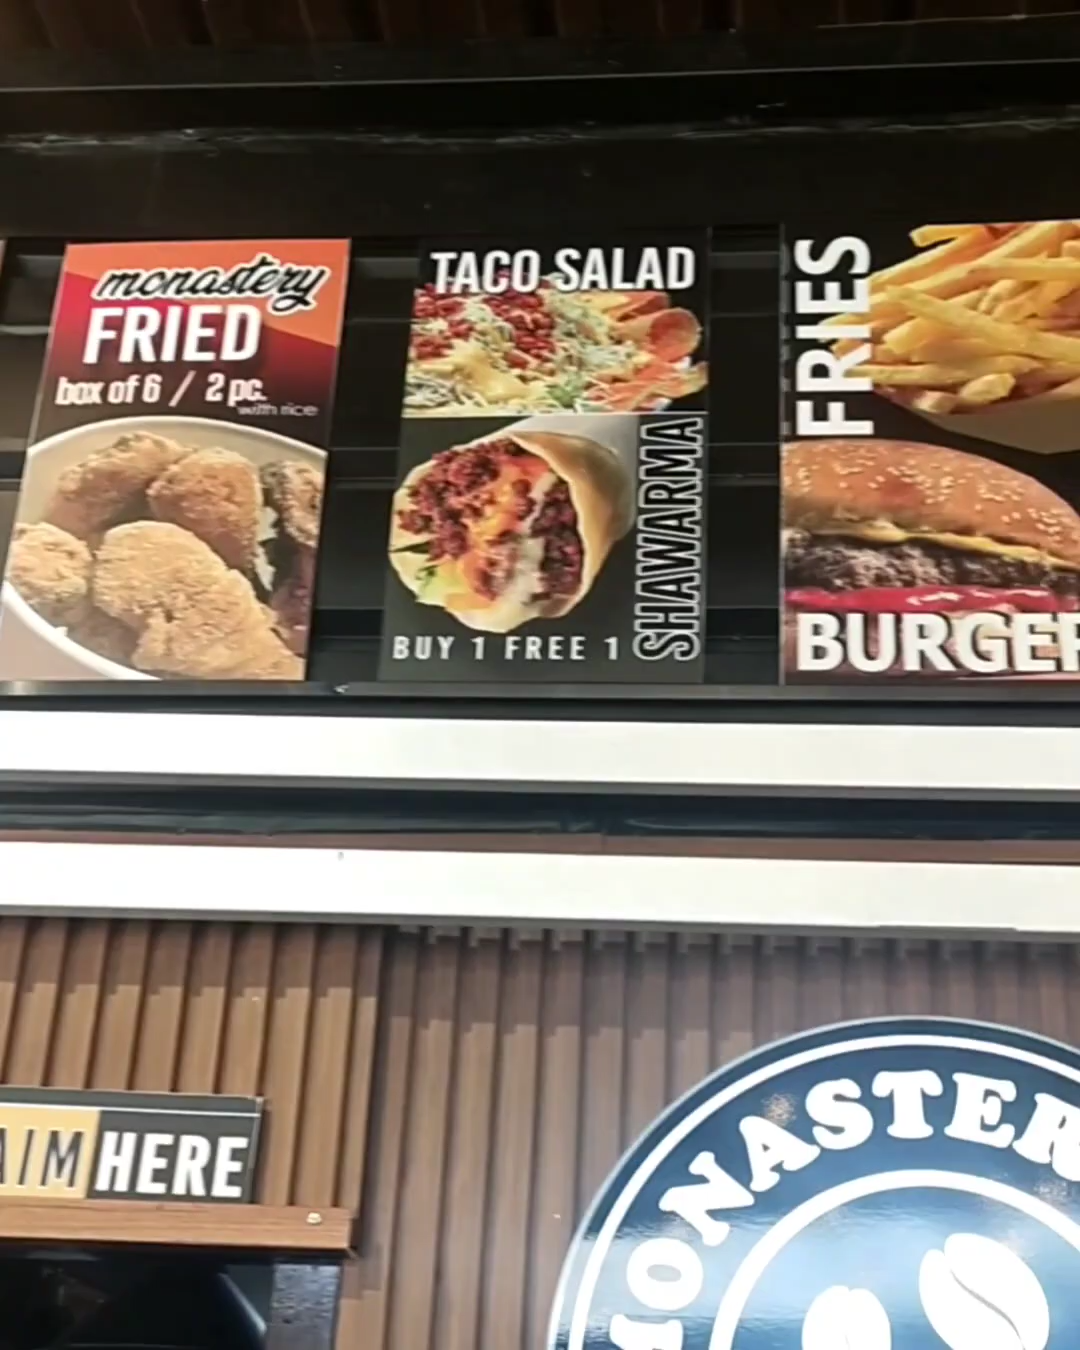 monastery
FRIED
box of 6 / 2 pc.
with rice
TACO SALAD
SHAWARMA
BUY 1 FREE 1
FRIES
BURGER
AIM HERE
MONASTER